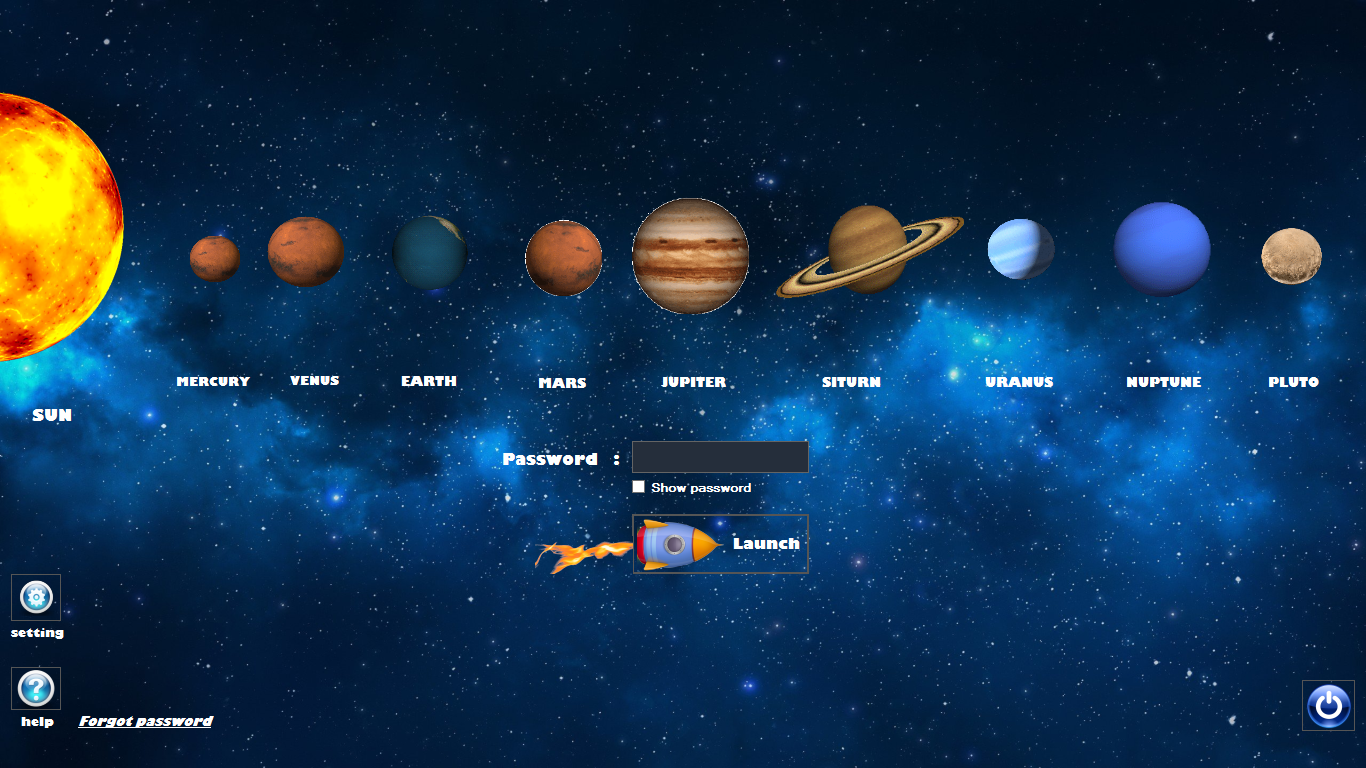 MERCURY
VENUS
EARTH
MARS
JUPITER
SITURN
URANUS
NUPTUNE
PLUTO
SUN
Password :
Show password
Launch
setting
help
Forgot password